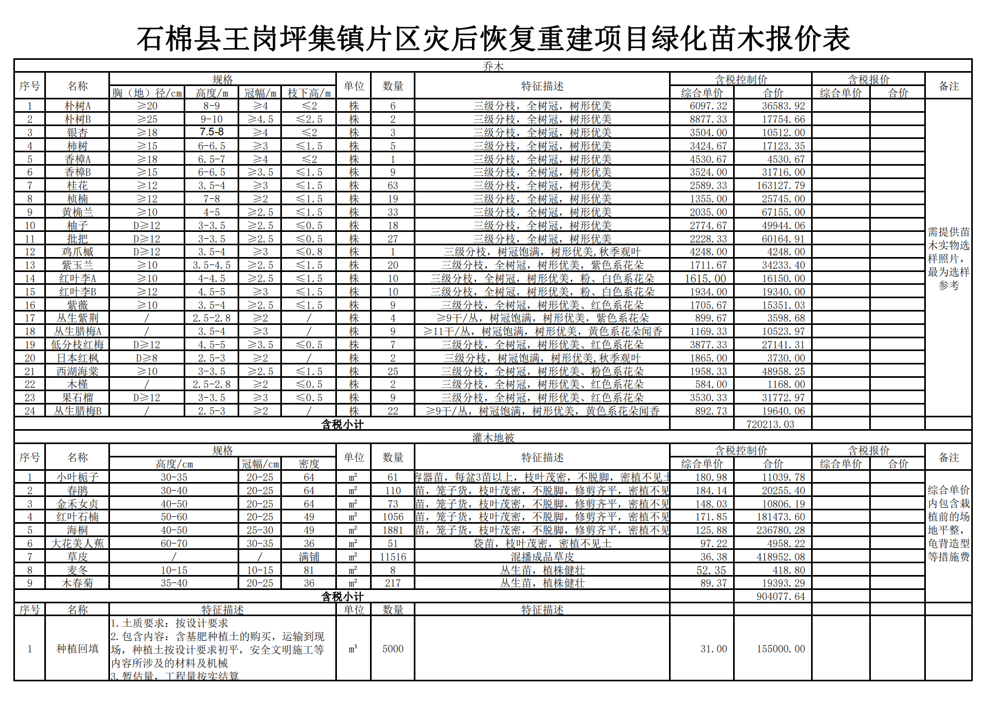 石棉县王岗坪集镇片区灾后恢复重建项目绿化苗木报价表
乔木
序号 名称 规格 单位 数量 特征描述 含税控制价 含税报价 备注
胸（地）径/cm 高度/m 冠幅/m 枝下高/m 综合单价 合价 综合单价 合价
1 朴树A ≥20 8-9 ≥4 ≤2 株 6 三级分枝，全树冠，树形优美 6097.32 36583.92
2 朴树B ≥25 9-10 ≥4.5 ≤2.5 株 2 三级分枝，全树冠，树形优美 8877.33 17754.66
3 银杏 ≥18 7.5-8 ≥4 ≤2 株 3 三级分枝，全树冠，树形优美 3504.00 10512.00
4 柿树 ≥15 6-6.5 ≥3 ≤1.5 株 5 三级分枝，全树冠，树形优美 3424.67 17123.35
5 香樟A ≥18 6.5-7 ≥4 ≤2 株 1 三级分枝，全树冠，树形优美 4530.67 4530.67
6 香樟B ≥15 6-6.5 ≥3.5 ≤1.5 株 9 三级分枝，全树冠，树形优美 3524.00 31716.00
7 桂花 ≥12 3.5-4 ≥3 ≤1.5 株 63 三级分枝，全树冠，树形优美 2589.33 163127.79
8 桢楠 ≥12 7-8 ≥2 ≤1.5 株 19 三级分枝，全树冠，树形优美 1355.00 25745.00
9 黄桷兰 ≥10 4-5 ≥2.5 ≤1.5 株 33 三级分枝，全树冠，树形优美 2035.00 67155.00
10 柚子 D≥12 3-3.5 ≥2.5 ≤0.5 株 18 三级分枝，全树冠，树形优美 2774.67 49944.06
11 批把 D≥12 3-3.5 ≥2.5 ≤0.5 株 27 三级分枝，全树冠，树形优美 2228.33 60164.91
12 鸡爪槭 D≥12 3.5-4 ≥3 ≤0.8 株 1 三级分枝，树冠饱满，树形优美,秋季观叶 4248.00 4248.00
13 紫玉兰 ≥10 3.5-4.5 ≥2.5 ≤1.5 株 20 三级分枝，全树冠，树形优美，紫色系花朵 1711.67 34233.40
14 红叶李A ≥10 4-4.5 ≥2.5 ≤1.5 株 10 三级分枝，全树冠，树形优美，粉、白色系花朵 1615.00 16150.00
15 红叶李B ≥12 4.5-5 ≥3 ≤1.5 株 10 三级分枝，全树冠，树形优美，粉、白色系花朵 1934.00 19340.00
16 紫薇 ≥10 3.5-4 ≥2.5 ≤1.5 株 9 三级分枝，全树冠，树形优美、红色系花朵 1705.67 15351.03
17 丛生紫荆 / 2.5-2.8 ≥2 / 株 4 ≥9干/丛，树冠饱满，树形优美，紫色系花朵 899.67 3598.68
18 丛生腊梅A / 3.5-4 ≥3 / 株 9 ≥11干/丛，树冠饱满，树形优美，黄色系花朵闻香 1169.33 10523.97
19 低分枝红梅 D≥12 4.5-5 ≥3.5 ≤0.5 株 7 三级分枝，全树冠，树形优美、红色系花朵 3877.33 27141.31
20 日本红枫 D≥8 2.5-3 ≥2 / 株 2 三级分枝，树冠饱满，树形优美,秋季观叶 1865.00 3730.00
21 西湖海棠 ≥10 3-3.5 ≥2.5 ≤1.5 株 25 三级分枝，全树冠，树形优美、粉色系花朵 1958.33 48958.25
22 木槿 / 2.5-2.8 ≥2 ≤0.5 株 2 三级分枝，全树冠，树形优美、红色系花朵 584.00 1168.00
23 果石榴 D≥12 3-3.5 ≥3 ≤0.5 株 9 三级分枝，全树冠，树形优美、红色系花朵 3530.33 31772.97
24 丛生腊梅B / 2.5-3 ≥2 / 株 22 ≥9干/丛，树冠饱满，树形优美，黄色系花朵闻香 892.73 19640.06
需提供苗
木实物选
样照片，
最为选样
参考
含税小计 720213.03
灌木地被
序号 名称 规格 单位 数量 特征描述 含税控制价 含税报价 备注
高度/cm 冠幅/cm 密度 综合单价 合价 综合单价 合价
1 小叶栀子 30-35 20-25 64 m² 61 容器苗，每盆3苗以上，枝叶茂密，不脱脚，密植不见土 180.98 11039.78
2 春鹃 30-40 20-25 64 m² 110 苗，笼子货，枝叶茂密，不脱脚，修剪齐平，密植不见 184.14 20255.40
3 金禾女贞 40-50 20-25 64 m² 73 苗，笼子货，枝叶茂密，不脱脚，修剪齐平，密植不见 148.03 10806.19
4 红叶石楠 50-60 20-25 49 m² 1056 苗，笼子货，枝叶茂密，不脱脚，修剪齐平，密植不见 171.85 181473.60
5 海桐 40-50 25-30 49 m² 1881 苗，笼子货，枝叶茂密，不脱脚，修剪齐平，密植不见 125.88 236780.28
6 大花美人蕉 60-70 30-35 36 m² 51 袋苗，枝叶茂密，密植不见土 97.22 4958.22
7 草皮 / / 满铺 m² 11516 混播成品草皮 36.38 418952.08
8 麦冬 10-15 10-15 81 m² 8 丛生苗，植株健壮 52.35 418.80
9 木春菊 35-40 20-25 36 m² 217 丛生苗，植株健壮 89.37 19393.29
综合单价
内包含栽
植前的场
地平整，
龟背造型
等措施费
含税小计 904077.64
序号 名称 特征描述 单位 数量 特征描述
1 种植回填 m³ 5000 31.00 155000.00
1.土质要求：按设计要求
2.包含内容：含基肥种植土的购买，运输到现
场，种植土按设计要求初平，安全文明施工等
内容所涉及的材料及机械
3.暂估量，工程量按实结算